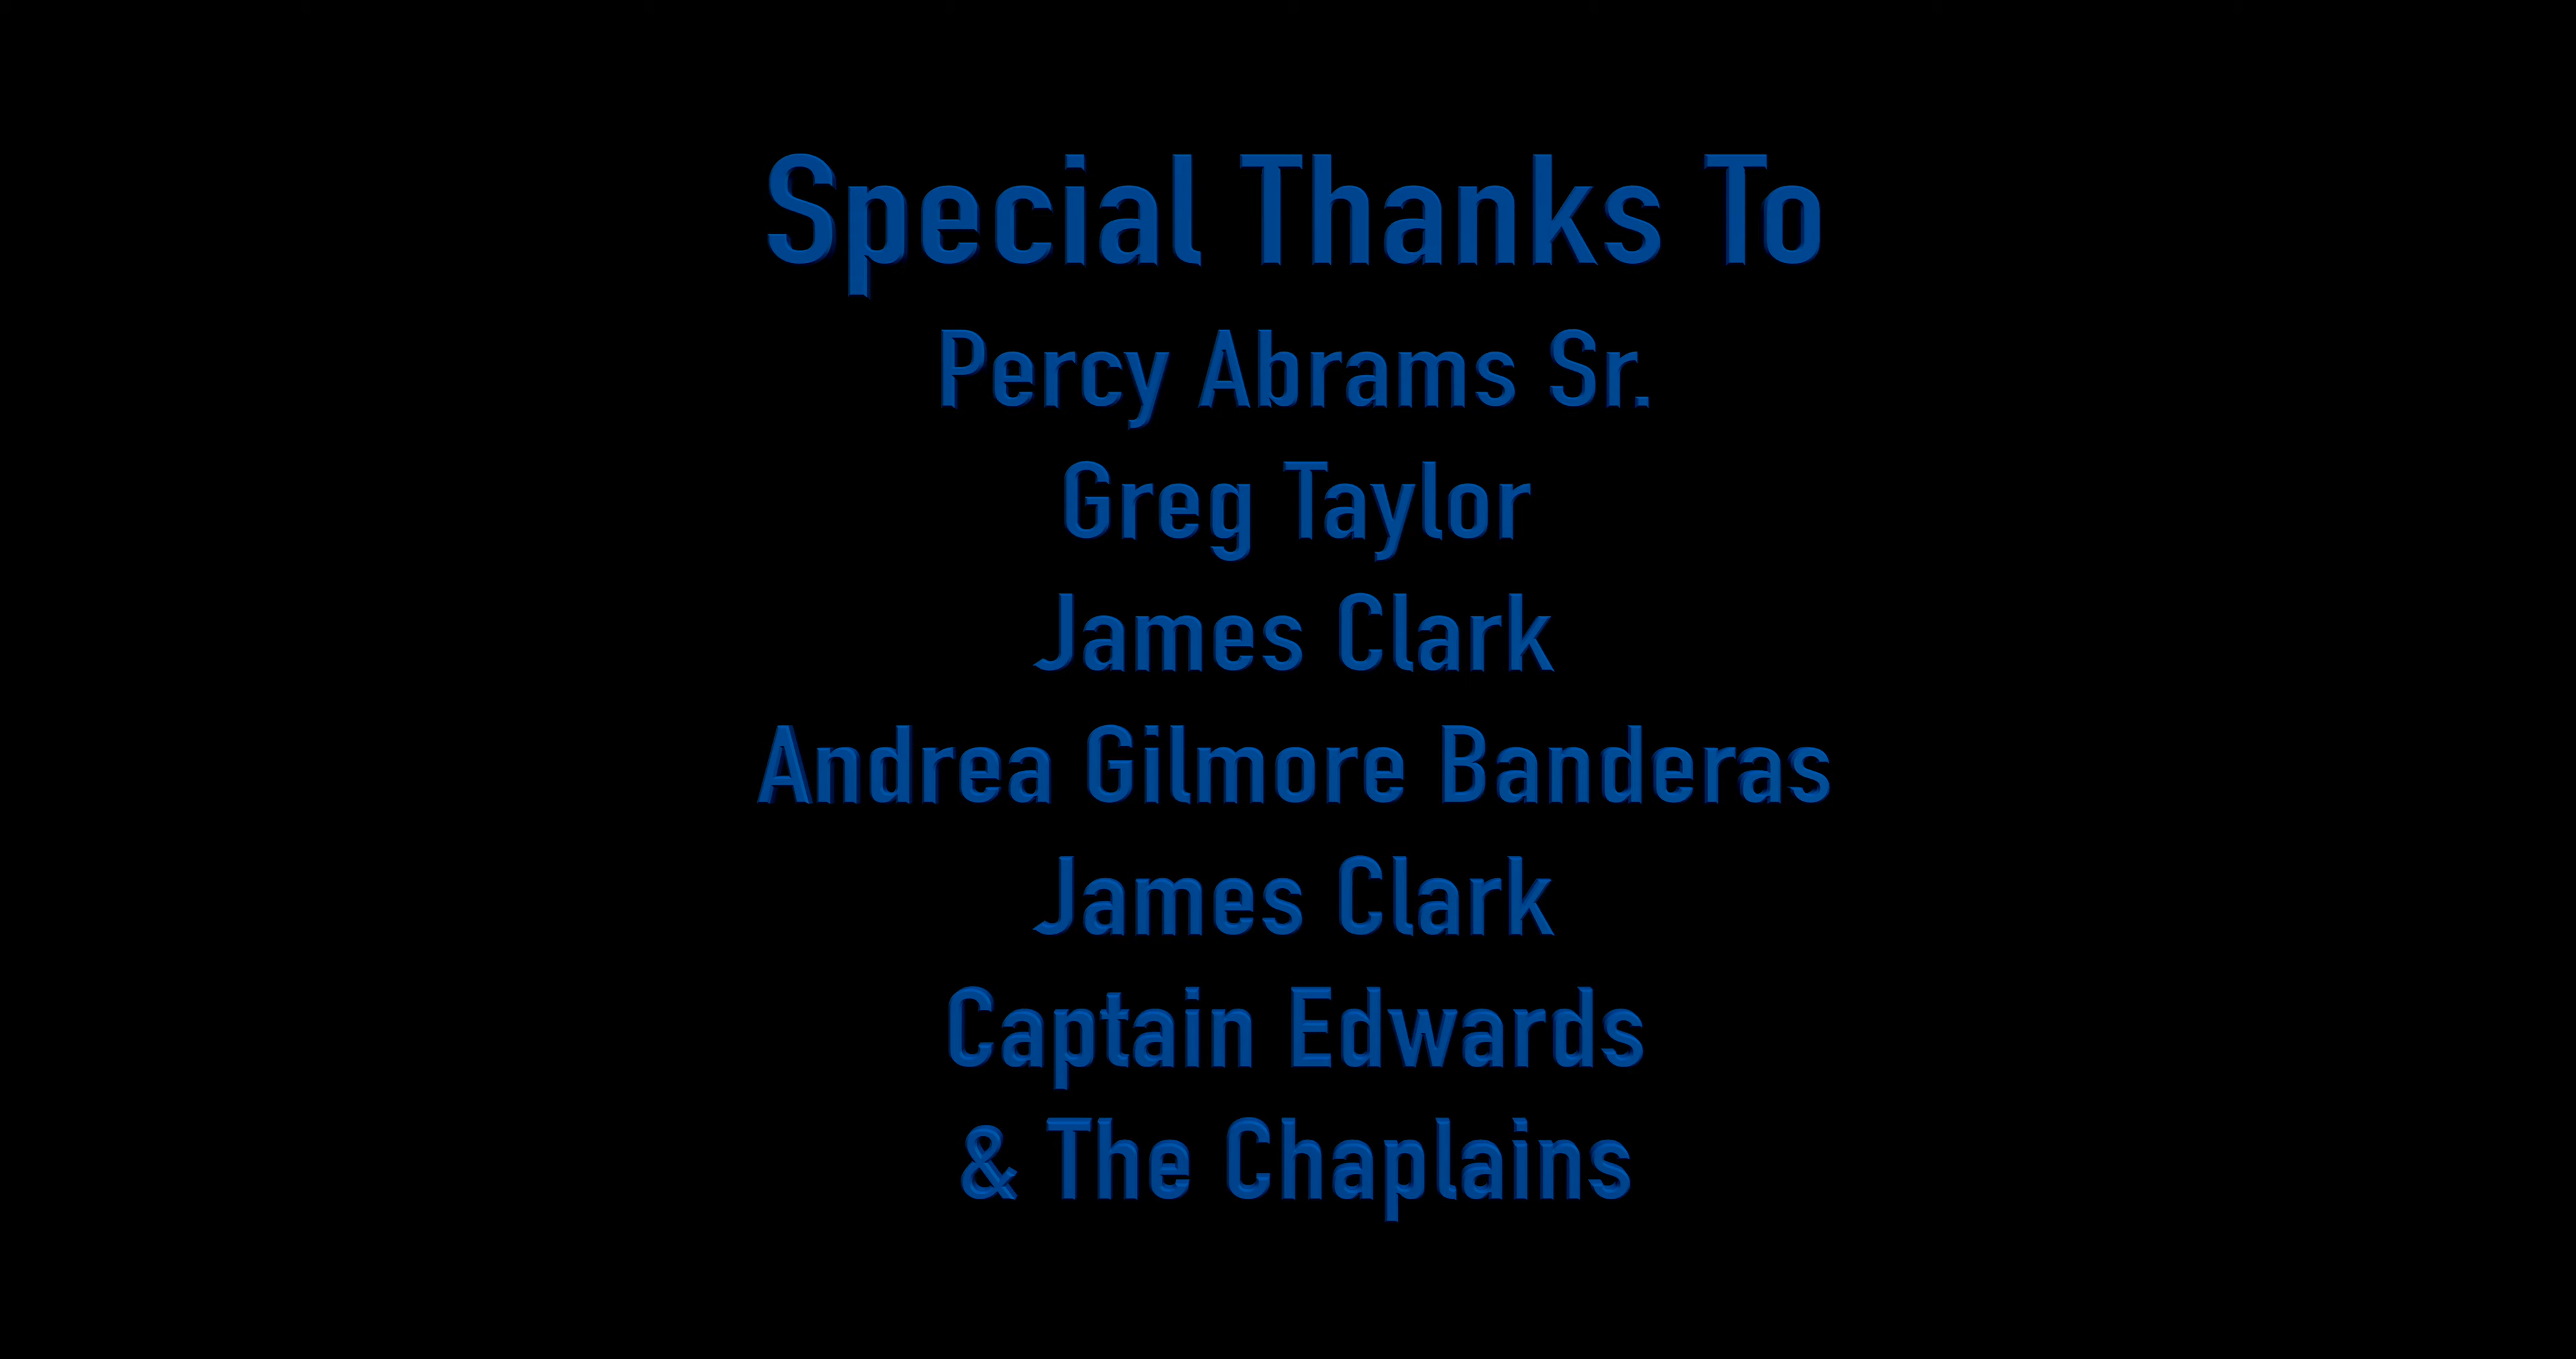 Special Thanks To
Percy Abrams Sr.
Greg Taylor
James Clark
Andrea Gilmore Banderas
James Clark
Captain Edwards
& The Chaplains